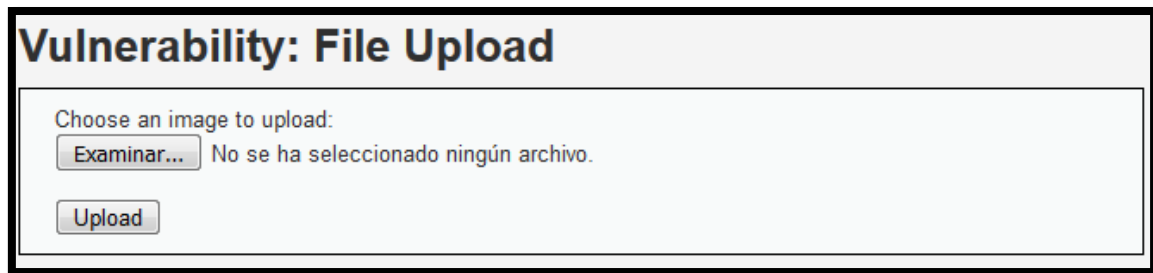 Vulnerability: File Upload
Choose an image to upload:
Examinar... No se ha seleccionado ningún archivo.
Upload